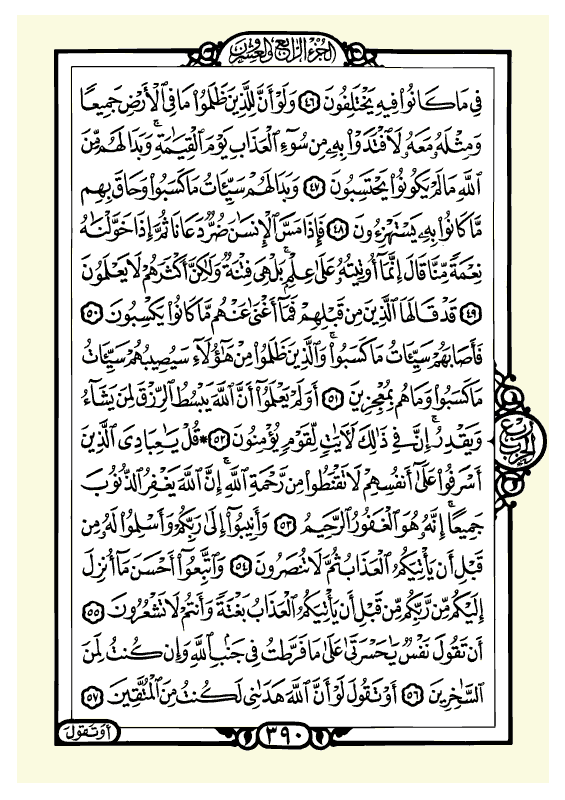 الجزء الرابع والعشرون
فِي مَا كَانُوا۟ فِيهِ يَخْتَلِفُونَ ٤٦ وَلَوْ أَنَّ لِلَّذِينَ ظَلَمُوا۟ مَا فِي ٱلْأَرْضِ جَمِيعًا
وَمِثْلَهُۥ مَعَهُۥ لَٱفْتَدَوْا۟ بِهِۦ مِن سُوٓءِ ٱلْعَذَابِ يَوْمَ ٱلْقِيَٰمَةِۚ وَبَدَا لَهُم مِّنَ
ٱللَّهِ مَا لَمْ يَكُونُوا۟ يَحْتَسِبُونَ ٤٧ وَبَدَا لَهُمْ سَيِّـَٔاتُ مَا كَسَبُوا۟ وَحَاقَ بِهِم
مَّا كَانُوا۟ بِهِۦ يَسْتَهْزِءُونَ ٤٨ فَإِذَا مَسَّ ٱلْإِنسَٰنَ ضُرٌّ دَعَانَا ثُمَّ إِذَا خَوَّلْنَٰهُ
نِعْمَةً مِّنَّا قَالَ إِنَّمَآ أُوتِيتُهُۥ عَلَىٰ عِلْمٍۭۚ بَلْ هِيَ فِتْنَةٌ وَلَٰكِنَّ أَكْثَرَهُمْ لَا يَعْلَمُونَ
٤٩ قَدْ قَالَهَا ٱلَّذِينَ مِن قَبْلِهِمْ فَمَآ أَغْنَىٰ عَنْهُم مَّا كَانُوا۟ يَكْسِبُونَ ٥٠
فَأَصَابَهُمْ سَيِّـَٔاتُ مَا كَسَبُوا۟ۚ وَٱلَّذِينَ ظَلَمُوا۟ مِنْ هَٰٓؤُلَآءِ سَيُصِيبُهُمْ سَيِّـَٔاتُ
مَا كَسَبُوا۟ وَمَا هُم بِمُعْجِزِينَ ٥١ أَوَلَمْ يَعْلَمُوٓا۟ أَنَّ ٱللَّهَ يَبْسُطُ ٱلرِّزْقَ لِمَن يَشَآءُ
وَيَقْدِرُۚ إِنَّ فِي ذَٰلِكَ لَءَايَٰتٍ لِّقَوْمٍ يُؤْمِنُونَ ٥٢ * قُلْ يَٰعِبَادِيَ ٱلَّذِينَ
أَسْرَفُوا۟ عَلَىٰٓ أَنفُسِهِمْ لَا تَقْنَطُوا۟ مِن رَّحْمَةِ ٱللَّهِۚ إِنَّ ٱللَّهَ يَغْفِرُ ٱلذُّنُوبَ
جَمِيعًاۚ إِنَّهُۥ هُوَ ٱلْغَفُورُ ٱلرَّحِيمُ ٥٣ وَأَنِيبُوٓا۟ إِلَىٰ رَبِّكُمْ وَأَسْلِمُوا۟ لَهُۥ مِن
قَبْلِ أَن يَأْتِيَكُمُ ٱلْعَذَابُ ثُمَّ لَا تُنصَرُونَ ٥٤ وَٱتَّبِعُوٓا۟ أَحْسَنَ مَآ أُنزِلَ
إِلَيْكُم مِّن رَّبِّكُم مِّن قَبْلِ أَن يَأْتِيَكُمُ ٱلْعَذَابُ بَغْتَةً وَأَنتُمْ لَا تَشْعُرُونَ ٥٥
أَن تَقُولَ نَفْسٌ يَٰحَسْرَتَىٰ عَلَىٰ مَا فَرَّطتُ فِي جَنۢبِ ٱللَّهِ وَإِن كُنتُ لَمِنَ
ٱلسَّٰخِرِينَ ٥٦ أَوْ تَقُولَ لَوْ أَنَّ ٱللَّهَ هَدَىٰنِي لَكُنتُ مِنَ ٱلْمُتَّقِينَ ٥٧
الحزب
أو تقول
٣٩٠